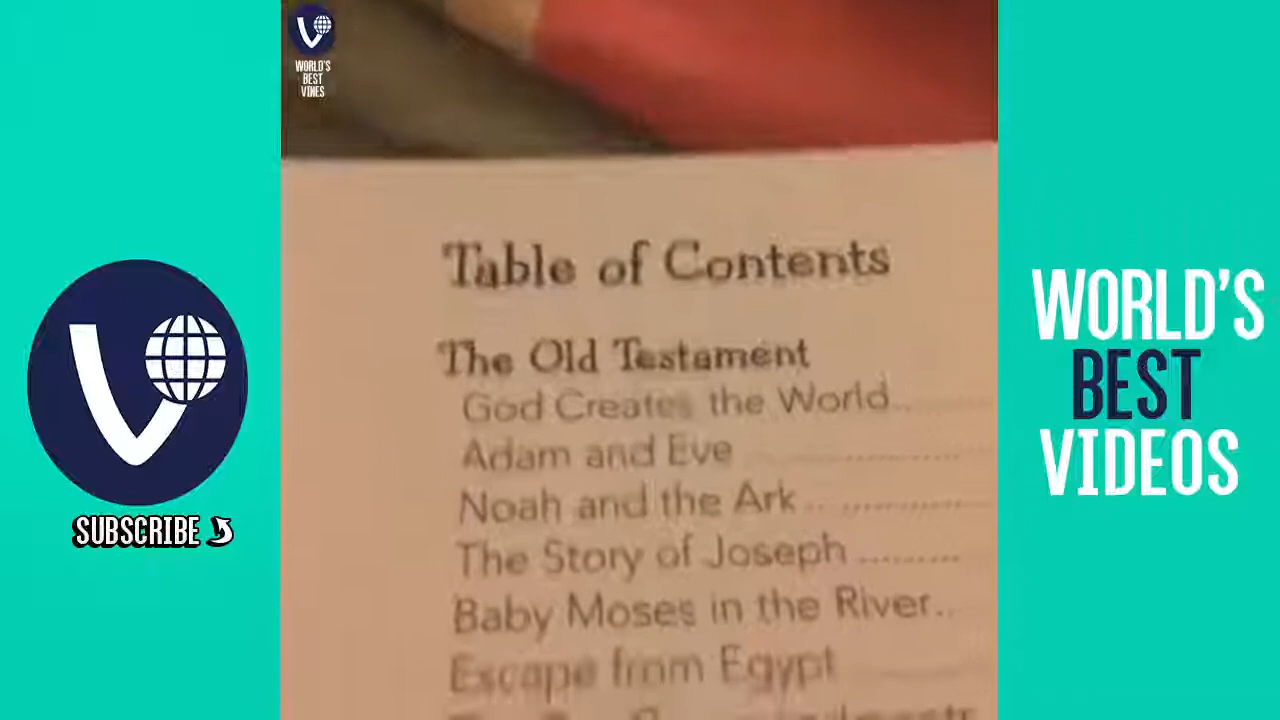 WORLD'S
BEST
VINES
Table of Contents
The Old Testament
God Creates the World..
Adam and Eve ..................
Noah and the Ark .. ............
The Story of Joseph ..........
Baby Moses in the River..
Escape from Egypt
SUBSCRIBE
WORLD'S
BEST
VIDEOS